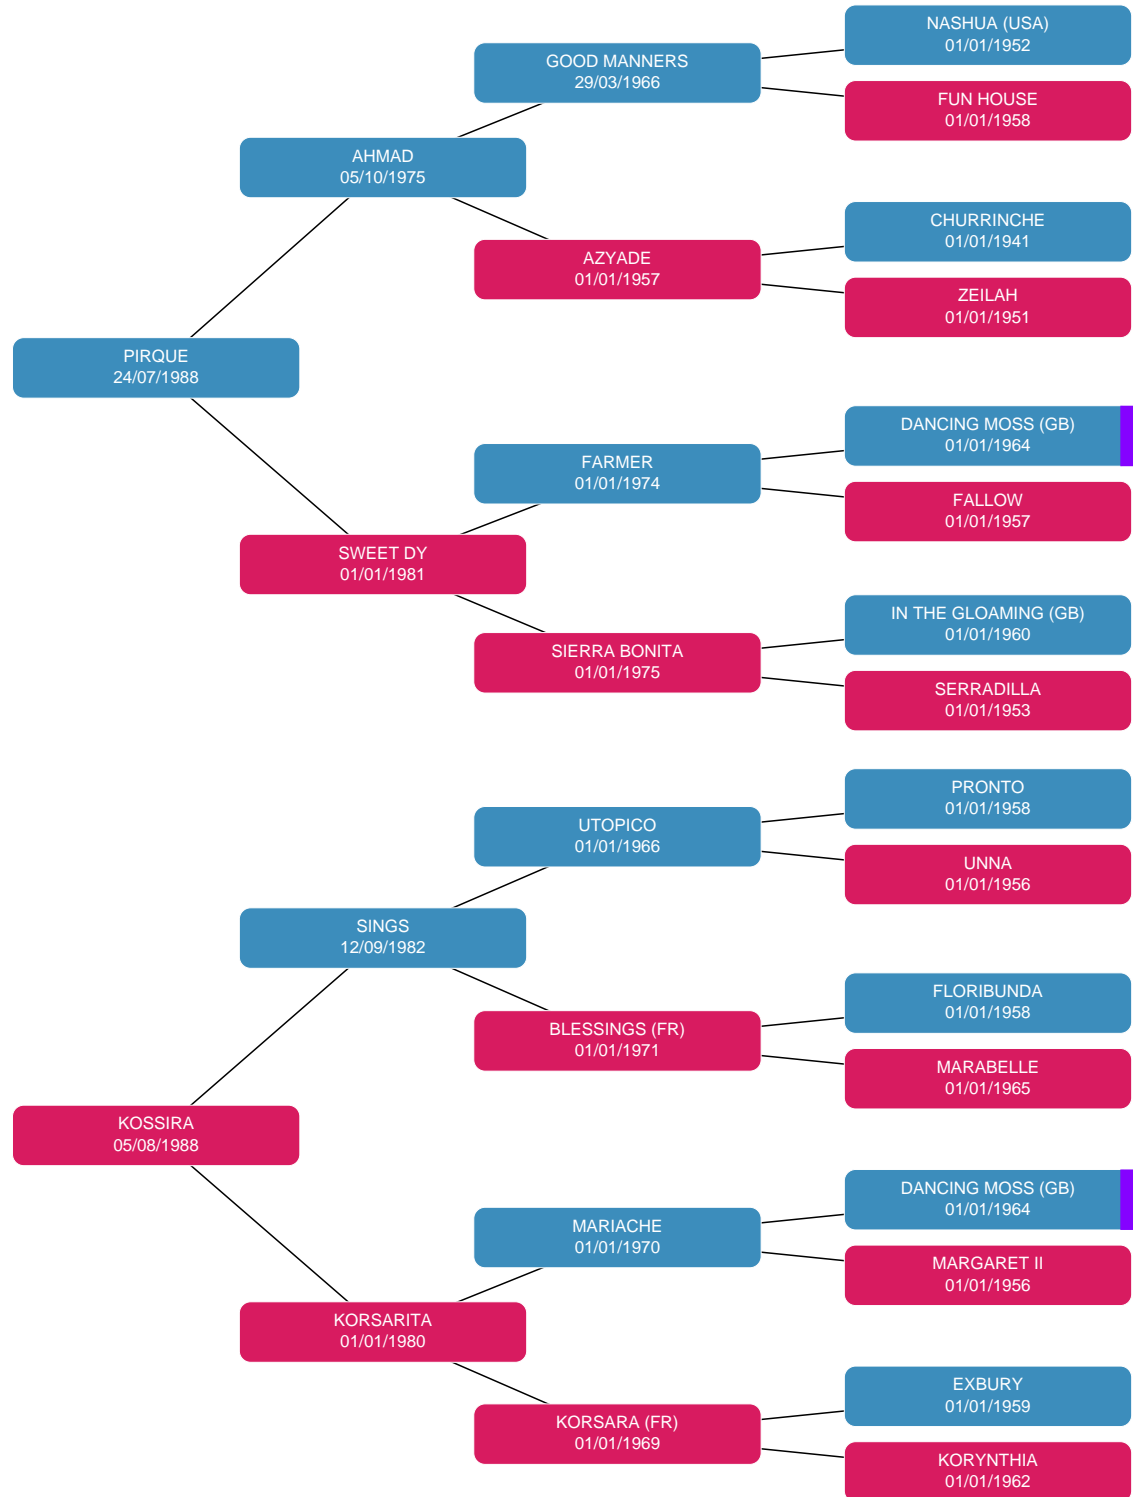 NASHUA (USA)
01/01/1952
GOOD MANNERS
29/03/1966
FUN HOUSE
01/01/1958
AHMAD
05/10/1975
CHURRINCHE
01/01/1941
AZYADE
01/01/1957
ZEILAH
01/01/1951
PIRQUE
24/07/1988
DANCING MOSS (GB)
01/01/1964
FARMER
01/01/1974
FALLOW
01/01/1957
SWEET DY
01/01/1981
IN THE GLOAMING (GB)
01/01/1960
SIERRA BONITA
01/01/1975
SERRADILLA
01/01/1953
PRONTO
01/01/1958
UTOPICO
01/01/1966
UNNA
01/01/1956
SINGS
12/09/1982
FLORIBUNDA
01/01/1958
BLESSINGS (FR)
01/01/1971
MARABELLE
01/01/1965
KOSSIRA
05/08/1988
DANCING MOSS (GB)
01/01/1964
MARIACHE
01/01/1970
MARGARET II
01/01/1956
KORSARITA
01/01/1980
EXBURY
01/01/1959
KORSARA (FR)
01/01/1969
KORYNTHIA
01/01/1962